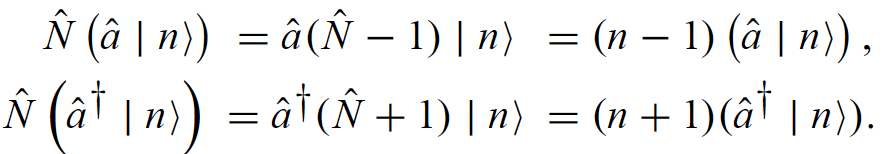 N̂ (â | n⟩) = â(N̂ − 1) | n⟩ = (n − 1) (â | n⟩) ,
N̂ (â† | n⟩) = â†(N̂ + 1) | n⟩ = (n + 1)(â† | n⟩).